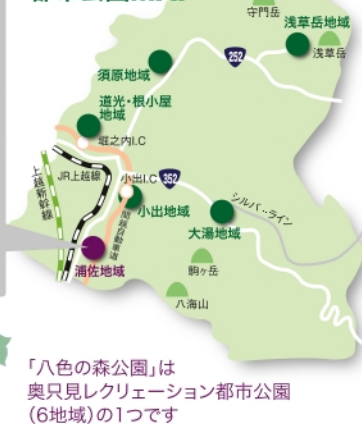 守門岳
浅草岳地域
浅草岳
252
須原地域
道光・根小屋
地域
堀之内I.C
JR上越線
上越新幹線
小出I.C
352
小出地域
シルバーライン
大湯地域
関越自動車道
浦佐地域
駒ヶ岳
八海山
「八色の森公園」は
奥只見レクリェーション都市公園
(6地域)の1つです